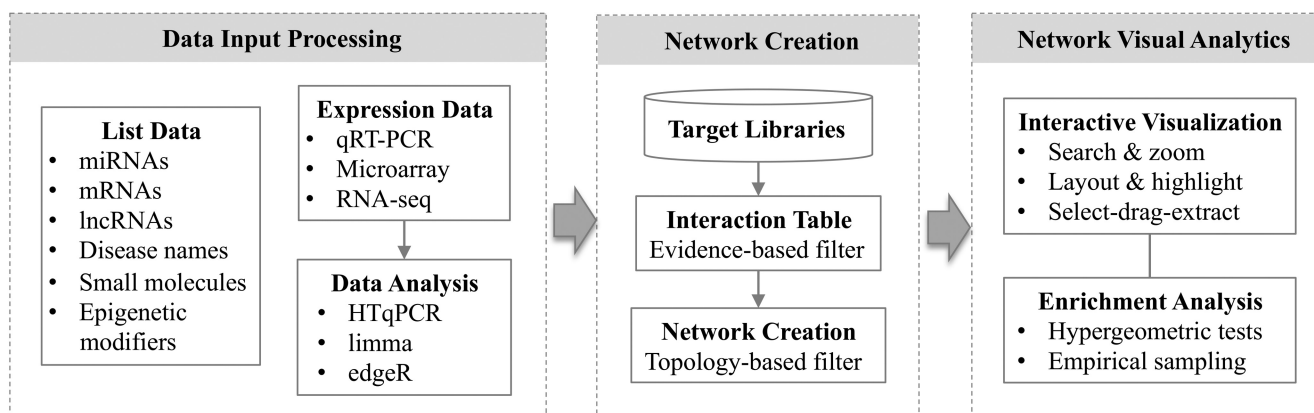 Data Input Processing
List Data
• miRNAs
• mRNAs
• lncRNAs
• Disease names
• Small molecules
• Epigenetic
modifiers
Expression Data
• qRT-PCR
• Microarray
• RNA-seq
Data Analysis
• HTqPCR
• limma
• edgeR
Network Creation
Target Libraries
Interaction Table
Evidence-based filter
Network Creation
Topology-based filter
Network Visual Analytics
Interactive Visualization
• Search & zoom
• Layout & highlight
• Select-drag-extract
Enrichment Analysis
• Hypergeometric tests
• Empirical sampling